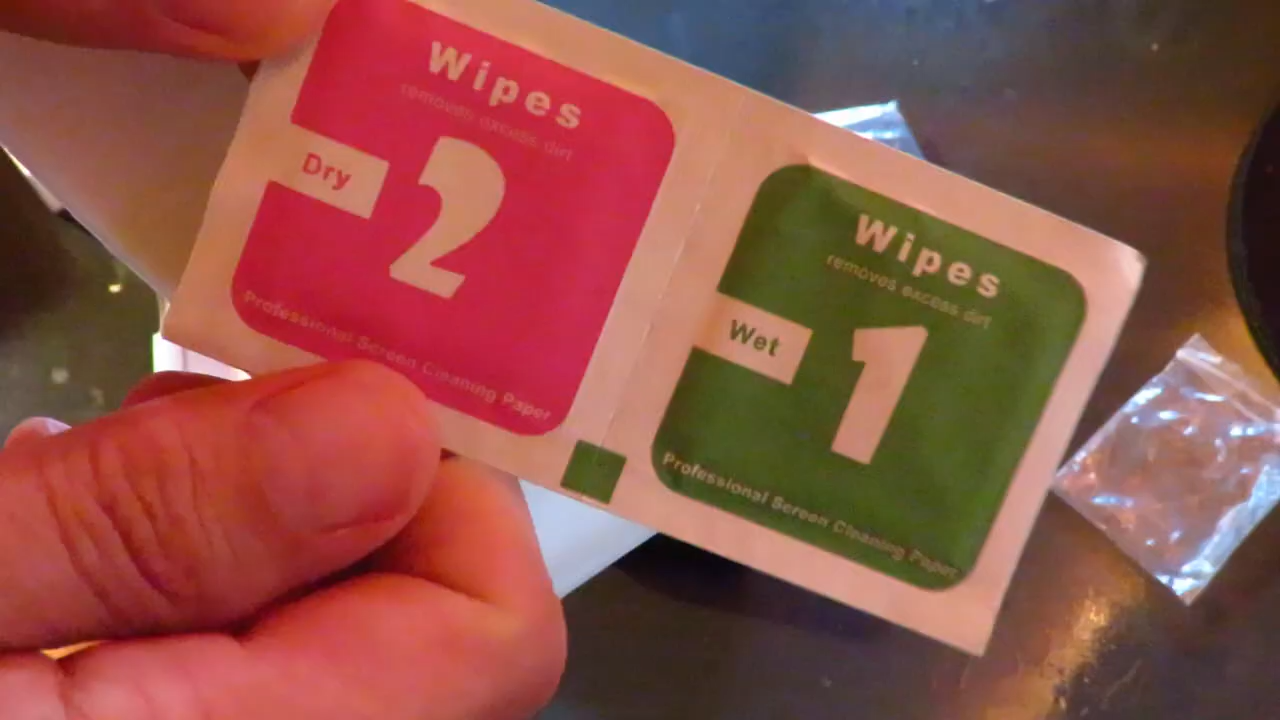 Wipes
removes excess dirt
Dry
2
Professional Screen Cleaning Paper
Wipes
removes excess dirt
Wet
1
Professional Screen Cleaning Paper